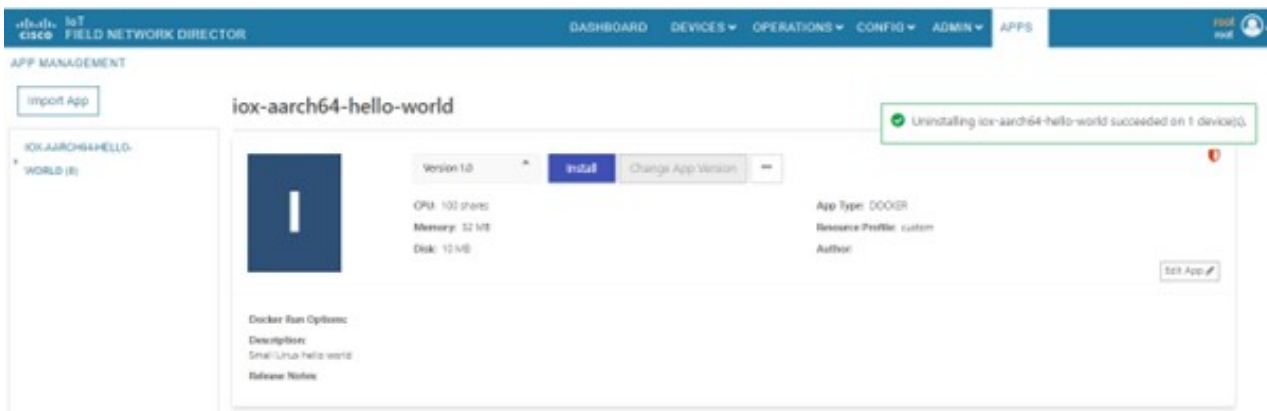 cisco IoT FIELD NETWORK DIRECTOR
DASHBOARD DEVICES OPERATIONS CONFIG ADMIN APPS
root
root
APP MANAGEMENT
Import App
iox-aarch64-hello-world
Uninstalling iox-aarch64-hello-world succeeded on 1 device(s).
IOX-AARCH64-HELLO-
WORLD
I
Version 1.0
Install
Change App Version
CPU: 100 shares
App Type: DOCKER
Memory: 32 MB
Resource Profile: custom
Disk: 10 MB
Author:
Edit App
Docker Run Options:
Description:
Small Linux hello world
Release Notes: